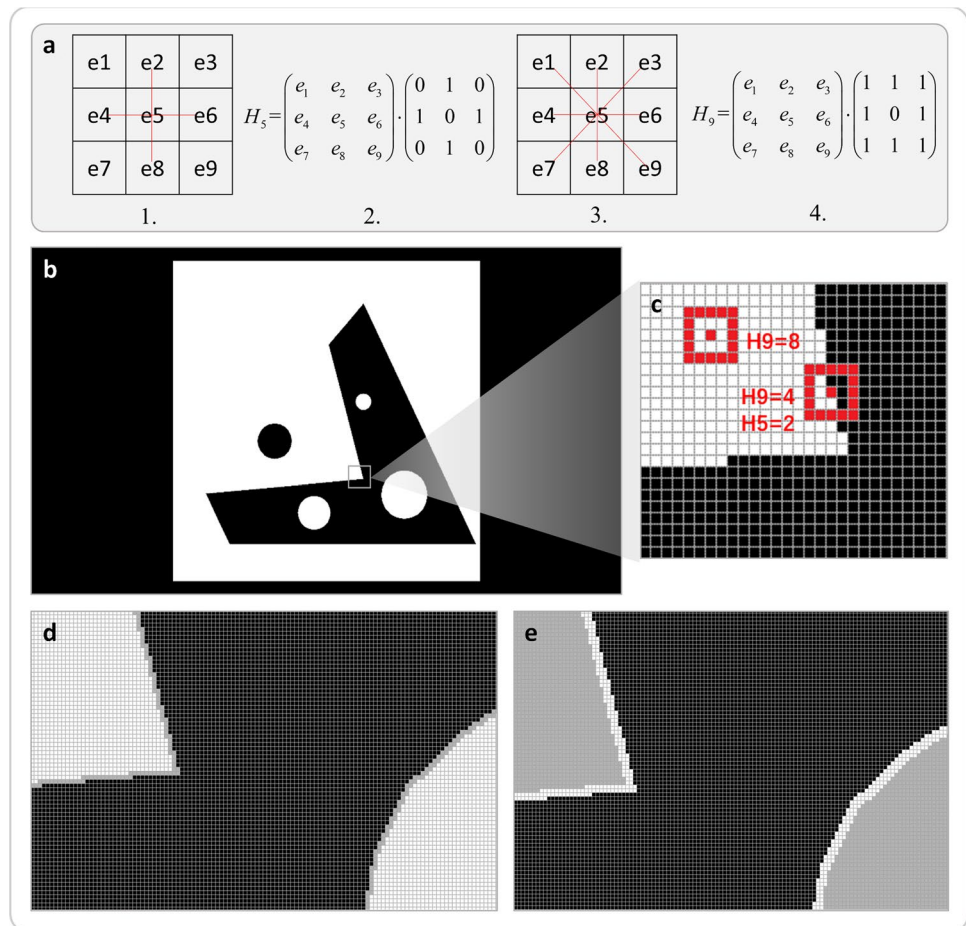 a
e1 e2 e3
e4 e5 e6
e7 e8 e9
1.
H₅= (e₁ e₂ e₃ e₄ e₅ e₆ e₇ e₈ e₉) · (0 1 0 1 0 1 0 1 0)
2.
e1 e2 e3
e4 e5 e6
e7 e8 e9
3.
H₉= (e₁ e₂ e₃ e₄ e₅ e₆ e₇ e₈ e₉) · (1 1 1 1 0 1 1 1 1)
4.
b
c
H9=8
H9=4
H5=2
d
e